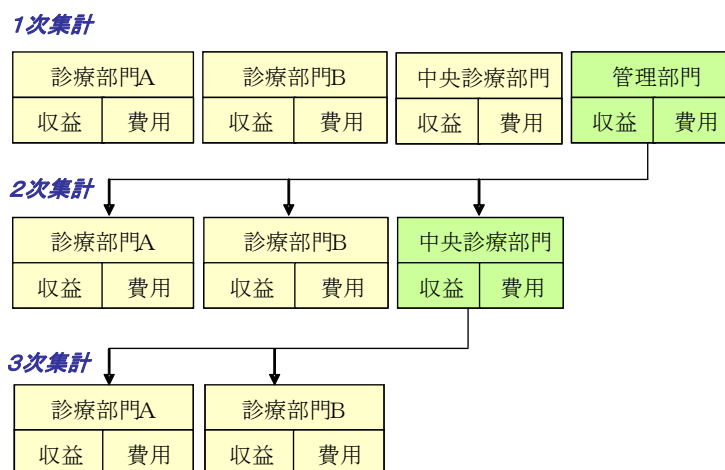 1次集計
診療部門A 診療部門B 中央診療部門 管理部門
収益 費用 収益 費用 収益 費用 収益 費用
2次集計
診療部門A 診療部門B 中央診療部門
収益 費用 収益 費用 収益 費用
3次集計
診療部門A 診療部門B
収益 費用 収益 費用